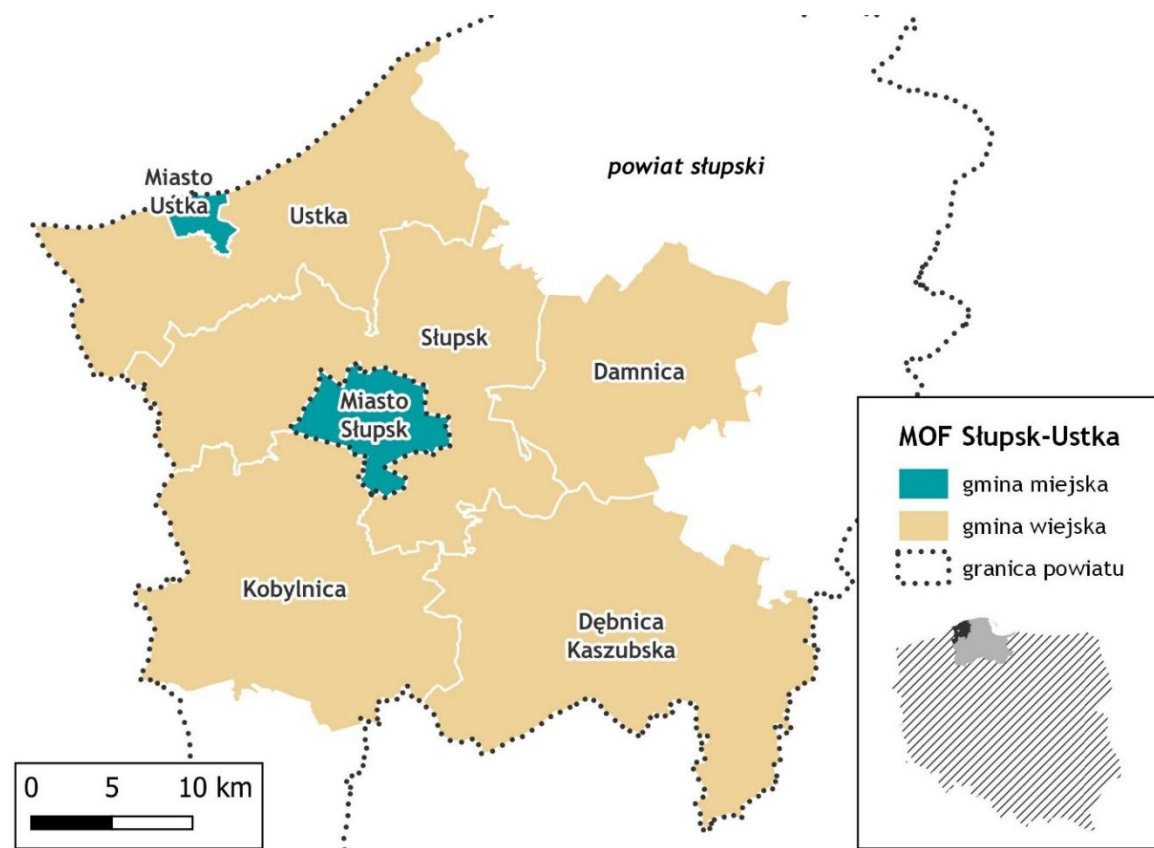 powiat słupski
Miasto
Ustka
Ustka
Słupsk
Damnica
Miasto
Słupsk
Kobylnica
Dębnica
Kaszubska
MOF Słupsk-Ustka
gmina miejska
gmina wiejska
granica powiatu
0 5 10 km